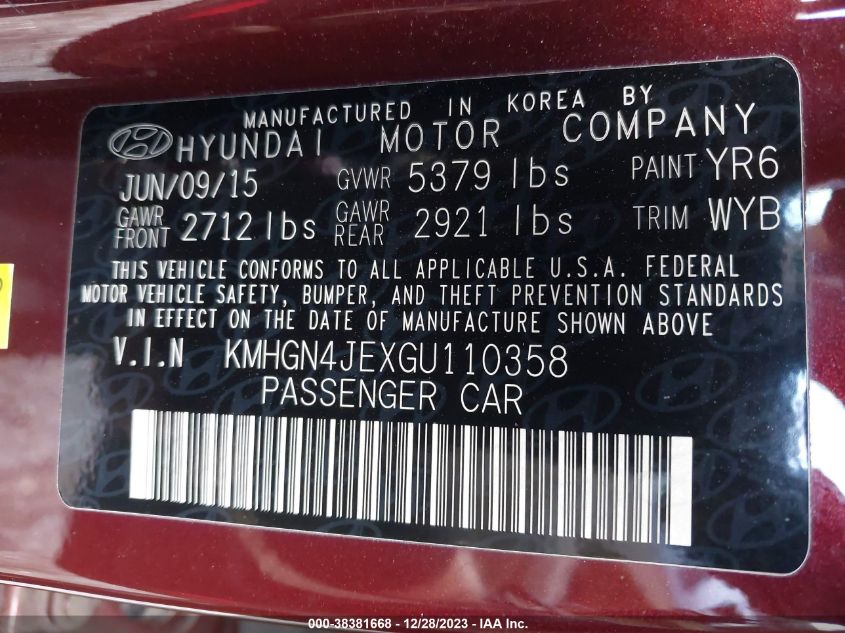 MANUFACTURED IN KOREA BY
HYUNDAI MOTOR COMPANY
JUN/09/15 GVWR 5379 lbs PAINT YR6
GAWR FRONT 2712 lbs GAWR REAR 2921 lbs TRIM WYB
THIS VEHICLE CONFORMS TO ALL APPLICABLE U.S.A. FEDERAL
MOTOR VEHICLE SAFETY, BUMPER, AND THEFT PREVENTION STANDARDS
IN EFFECT ON THE DATE OF MANUFACTURE SHOWN ABOVE
V.I.N KMHGN4JEXGU110358
PASSENGER CAR
000-38381668 - 12/28/2023 - IAA Inc.